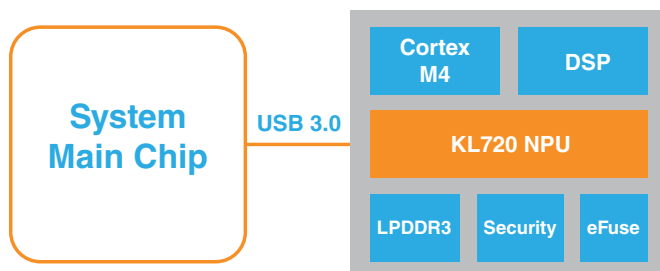 System
Main Chip
USB 3.0
Cortex
M4
DSP
KL720 NPU
LPDDR3
Security
eFuse